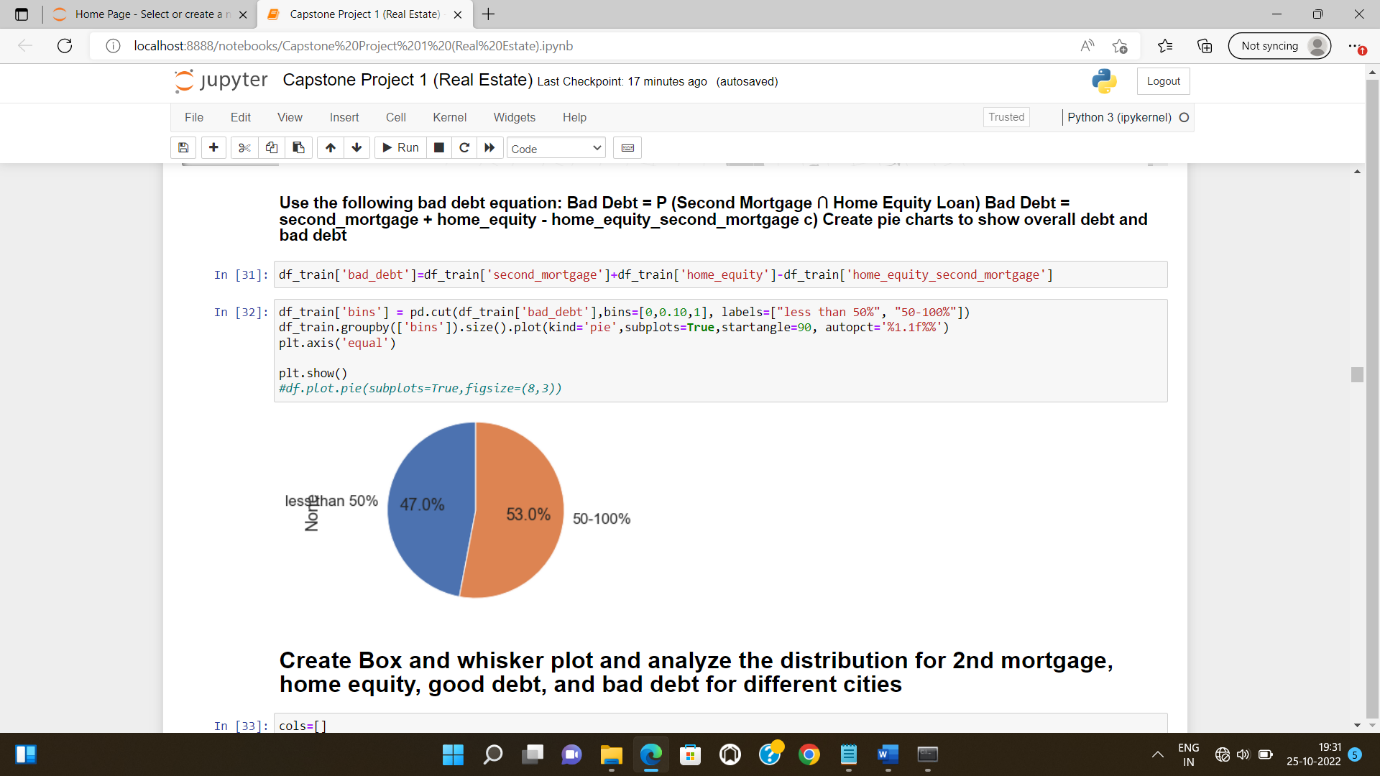 Home Page - Select or create a n
Capstone Project 1 (Real Estate)
localhost:8888/notebooks/Capstone%20Project%201%20(Real%20Estate).ipynb
Not syncing
jupyter Capstone Project 1 (Real Estate) Last Checkpoint: 17 minutes ago (autosaved)
Logout
File Edit View Insert Cell Kernel Widgets Help
Trusted
Python 3 (ipykernel)
Run
Code
Use the following bad debt equation: Bad Debt = P (Second Mortgage ∩ Home Equity Loan) Bad Debt =
second_mortgage + home_equity - home_equity_second_mortgage c) Create pie charts to show overall debt and
bad debt
In [31]: df_train['bad_debt']=df_train['second_mortgage']+df_train['home_equity']-df_train['home_equity_second_mortgage']
In [32]: df_train['bins'] = pd.cut(df_train['bad_debt'],bins=[0,0.10,1], labels=["less than 50%", "50-100%"])
df_train.groupby(['bins']).size().plot(kind='pie',subplots=True,startangle=90, autopct='%1.1f%%')
plt.axis('equal')
plt.show()
#df.plot.pie(subplots=True,figsize=(8,3))
less than 50%
None
47.0%
53.0%
50-100%
Create Box and whisker plot and analyze the distribution for 2nd mortgage,
home equity, good debt, and bad debt for different cities
In [33]: cols=[]
ENG
IN
19:31
25-10-2022
5